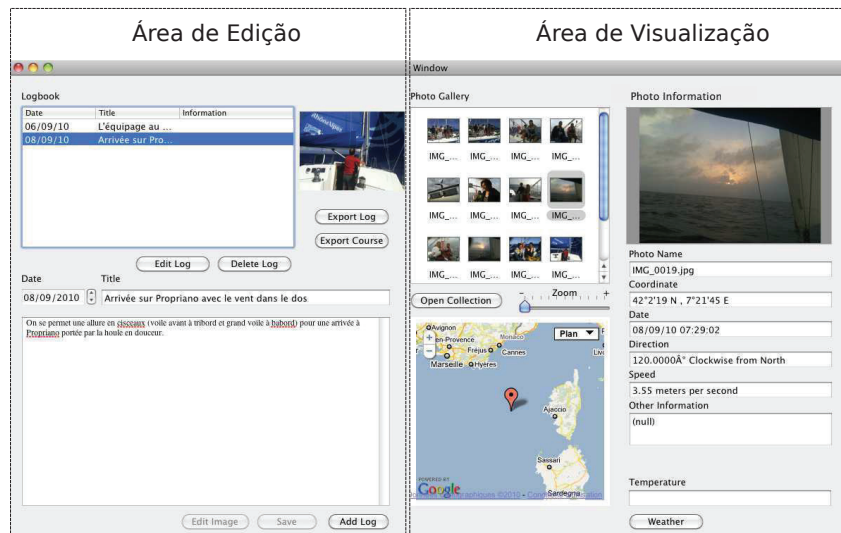 Área de Edição
Área de Visualização
Window
Logbook
Date Title Information
06/09/10 L'équipage au ...
08/09/10 Arrivée sur Pro...
RhôneAlpes
Export Log
Export Course
Edit Log Delete Log
Date Title
08/09/2010 Arrivée sur Propriano avec le vent dans le dos
On se permet une allure en cisceaux (voile avant à tribord et grand voile à babord) pour une arrivée à
Propriano portée par la houle en douceur.
Edit Image Save Add Log
Photo Gallery
IMG_... IMG_... IMG_... IMG_...
IMG_... IMG_... IMG_... IMG_...
IMG_... IMG_... IMG_... IMG_...
Open Collection
- Zoom +
Avignon
en-Provence
Monaco
Plan
Fréjus
Cannes
Marseille
Hyères
Ajaccio
Sassari
POWERED BY
Google
Sardegna
©2010 -
Photo Information
Photo Name
IMG_0019.jpg
Coordinate
42°2'19 N , 7°21'45 E
Date
08/09/10 07:29:02
Direction
120.0000Â° Clockwise from North
Speed
3.55 meters per second
Other Information
(null)
Temperature
Weather